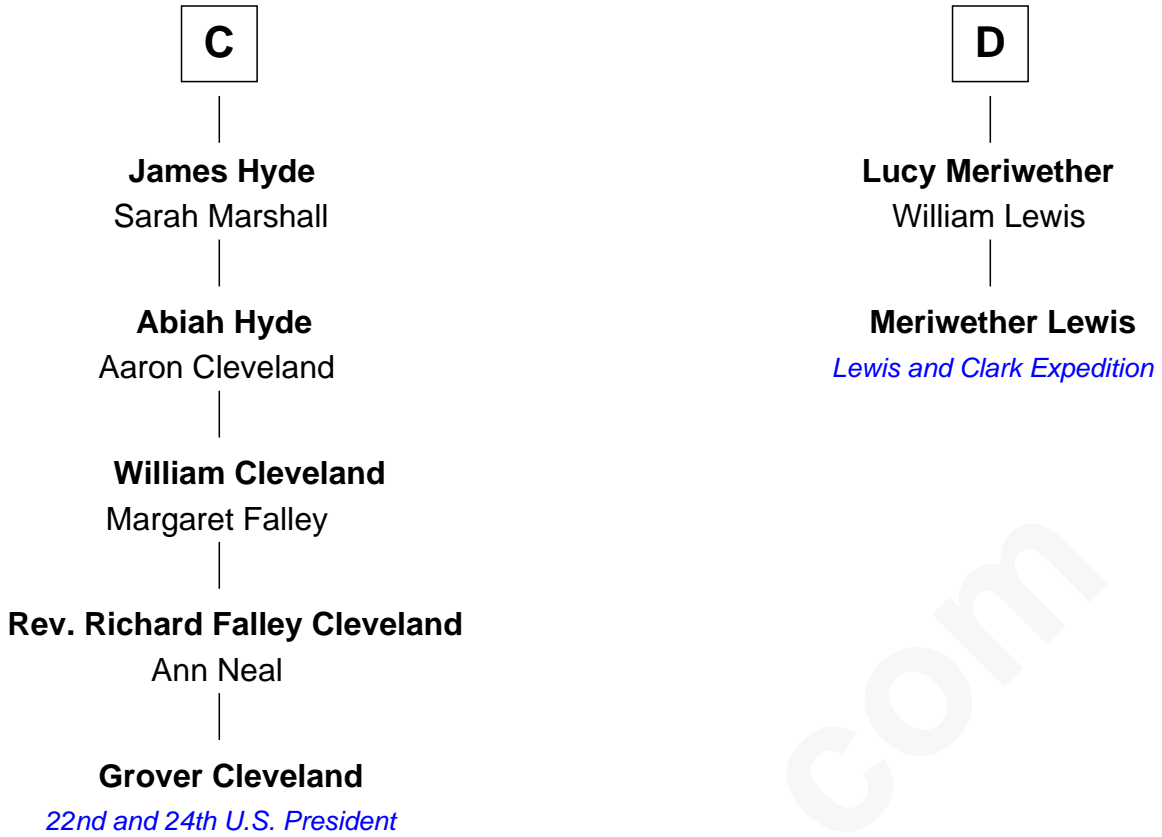 C
James Hyde
Sarah Marshall
Abiah Hyde
Aaron Cleveland
William Cleveland
Margaret Falley
Rev. Richard Falley Cleveland
Ann Neal
Grover Cleveland
22nd and 24th U.S. President
D
Lucy Meriwether
William Lewis
Meriwether Lewis
Lewis and Clark Expedition
com